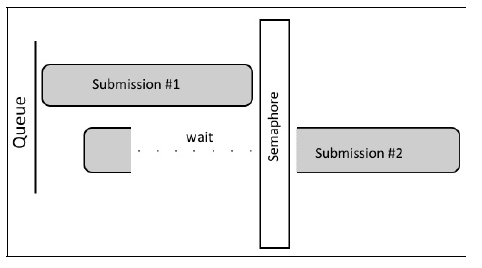 Queue
Submission #1
wait
Semaphore
Submission #2